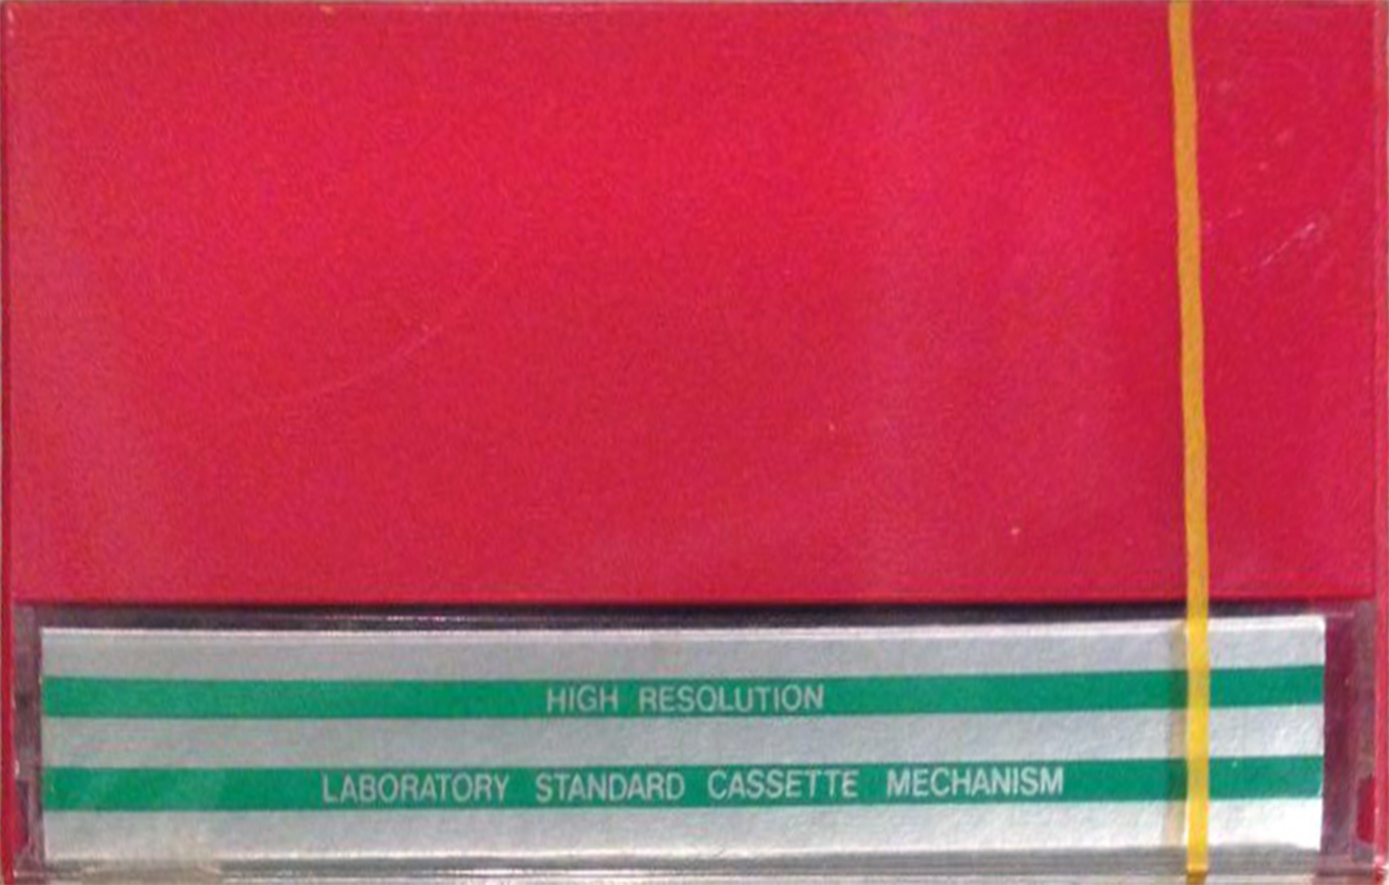 HIGH RESOLUTION
LABORATORY STANDARD CASSETTE MECHANISM